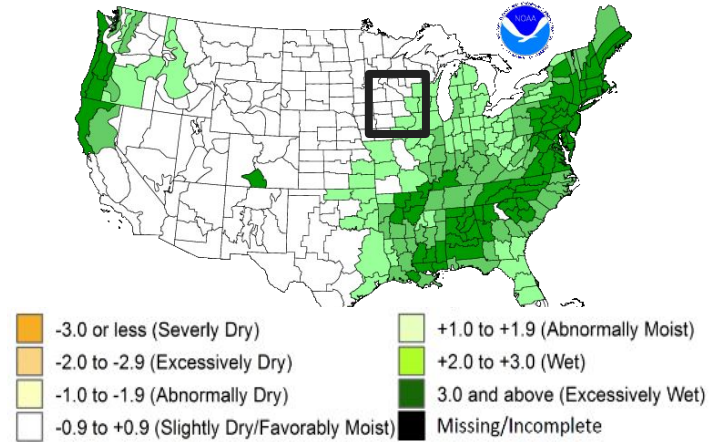 NOAA
-3.0 or less (Severly Dry)
-2.0 to -2.9 (Excessively Dry)
-1.0 to -1.9 (Abnormally Dry)
-0.9 to +0.9 (Slightly Dry/Favorably Moist)
+1.0 to +1.9 (Abnormally Moist)
+2.0 to +3.0 (Wet)
3.0 and above (Excessively Wet)
Missing/Incomplete